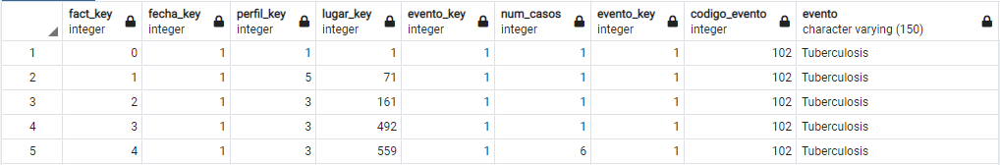 fact_key integer fecha_key integer perfil_key integer lugar_key integer evento_key integer num_casos integer evento_key integer codigo_evento integer evento character varying (150)
1 0 1 1 1 1 1 1 102 Tuberculosis
2 1 1 5 71 1 1 1 102 Tuberculosis
3 2 1 3 161 1 1 1 102 Tuberculosis
4 3 1 3 492 1 1 1 102 Tuberculosis
5 4 1 3 559 1 6 1 102 Tuberculosis